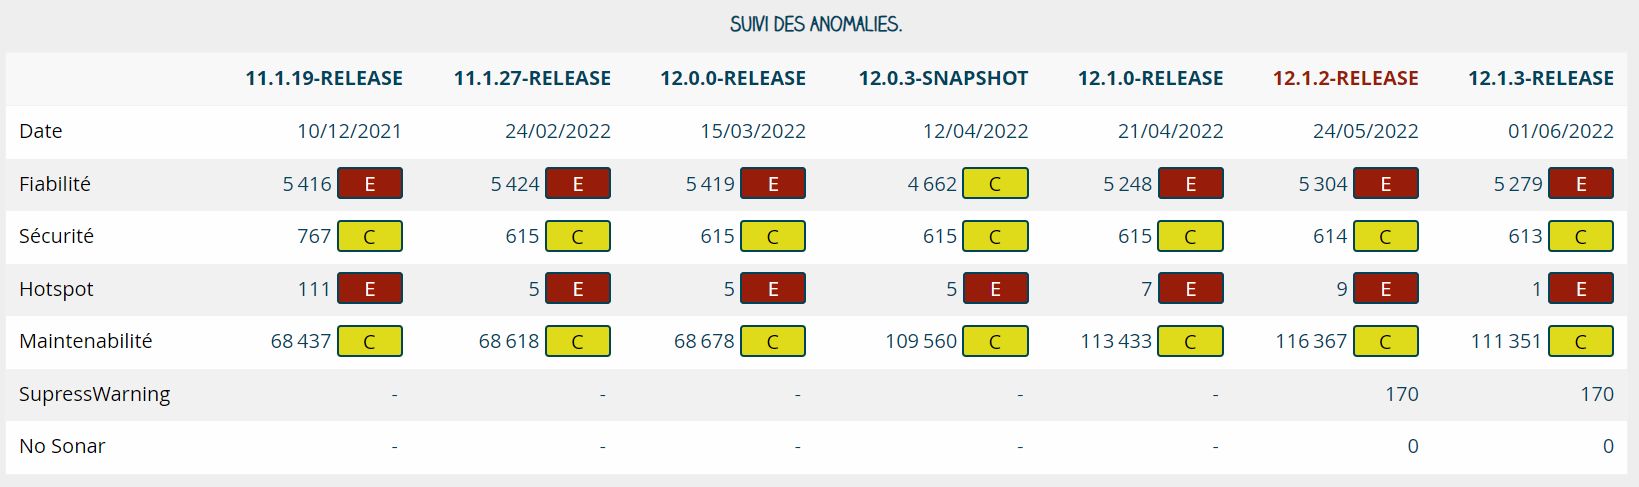 SUIVI DES ANOMALIES.
11.1.19-RELEASE 11.1.27-RELEASE 12.0.0-RELEASE 12.0.3-SNAPSHOT 12.1.0-RELEASE 12.1.2-RELEASE 12.1.3-RELEASE
Date 10/12/2021 24/02/2022 15/03/2022 12/04/2022 21/04/2022 24/05/2022 01/06/2022
Fiabilité 5 416 E 5 424 E 5 419 E 4 662 C 5 248 E 5 304 E 5 279 E
Sécurité 767 C 615 C 615 C 615 C 615 C 614 C 613 C
Hotspot 111 E 5 E 5 E 5 E 7 E 9 E 1 E
Maintenabilité 68 437 C 68 618 C 68 678 C 109 560 C 113 433 C 116 367 C 111 351 C
SupressWarning - - - - - 170 170
No Sonar - - - - - 0 0